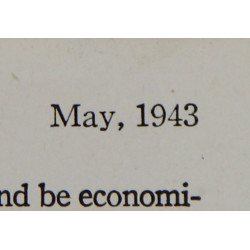 May, 1943
nd be economi-